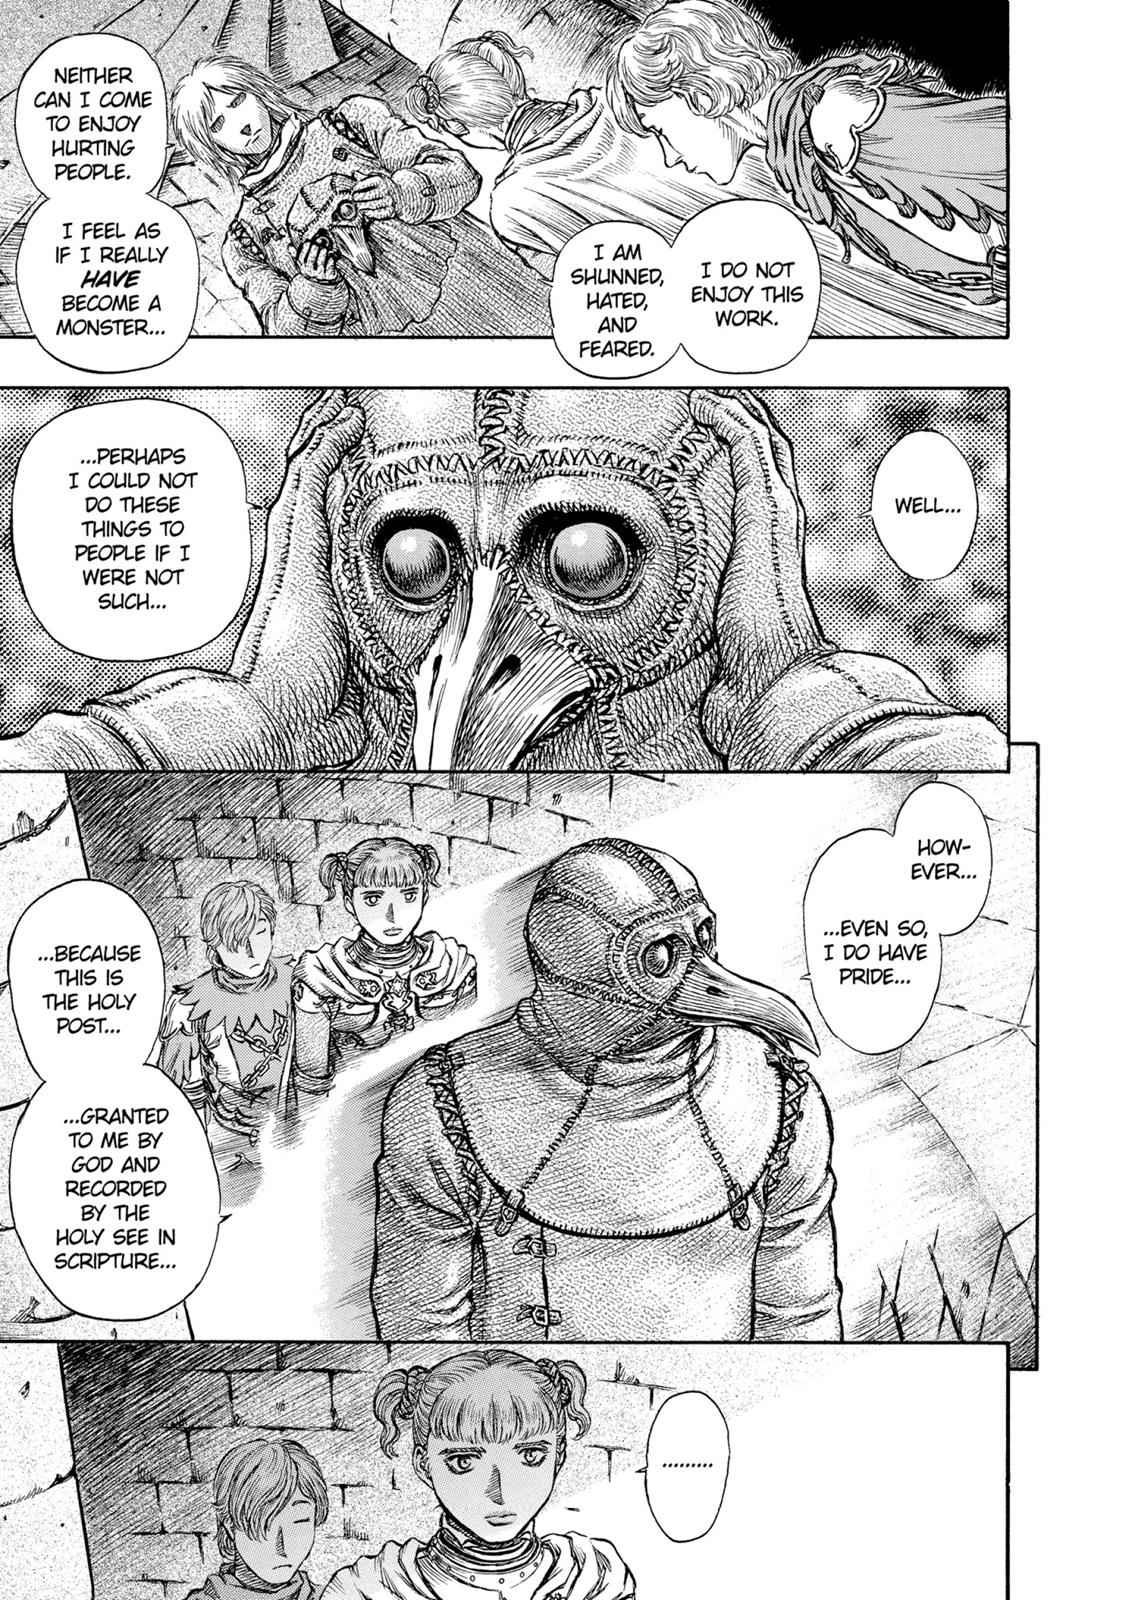 I DO NOT
ENJOY THIS
WORK.
I AM
SHUNNED,
HATED,
AND
FEARED.
NEITHER
CAN I COME
TO ENJOY
HURTING
PEOPLE.
I FEEL AS
IF I REALLY
HAVE
BECOME A
MONSTER...
WELL...
...PERHAPS
I COULD NOT
DO THESE
THINGS TO
PEOPLE IF I
WERE NOT
SUCH...
HOW-
EVER...
...EVEN SO,
I DO HAVE
PRIDE...
...BECAUSE
THIS IS
THE HOLY
POST...
...GRANTED
TO ME BY
GOD AND
RECORDED
BY THE
HOLY SEE IN
SCRIPTURE...
..........